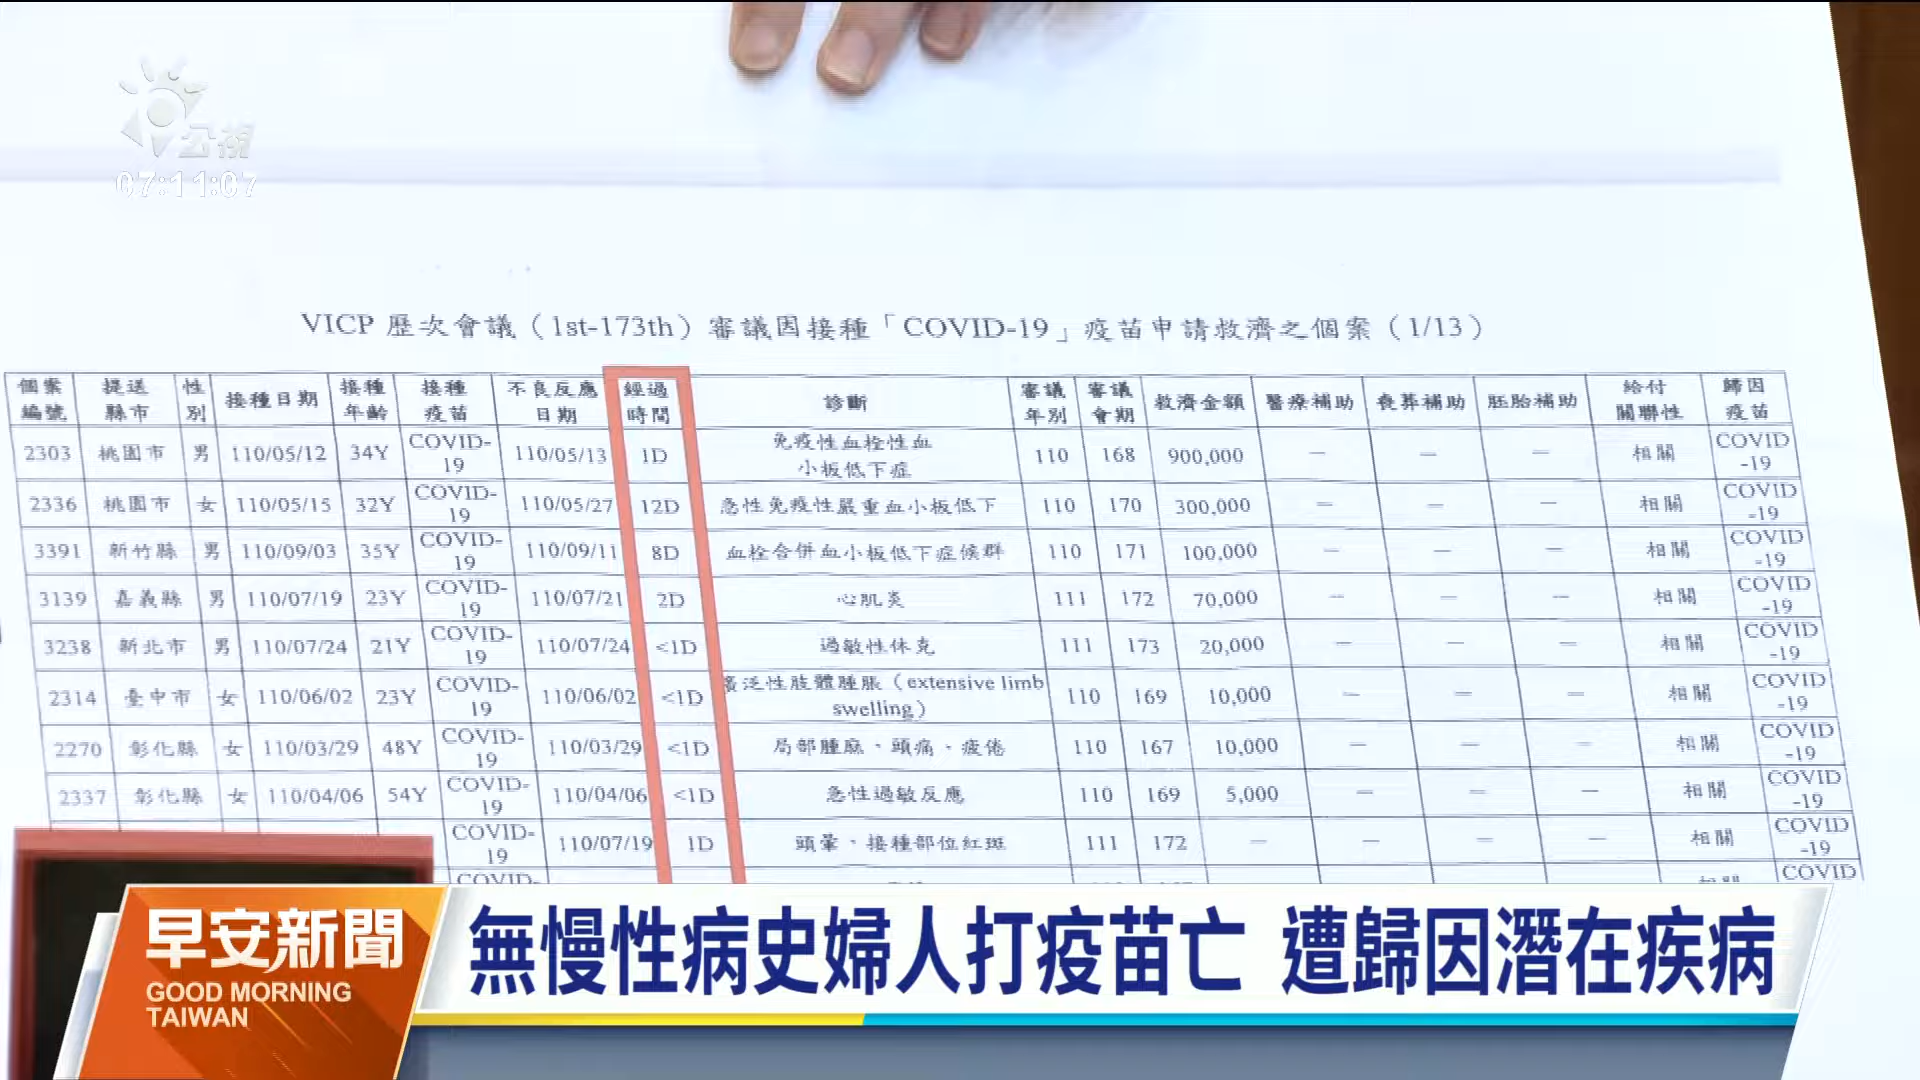 公視
07:11:07
VICP 歷次會議（1st-173th）審議因接種「COVID-19」疫苗申請救濟之個案（1/13）
個案編號 提送縣市 性別 接種日期 接種年齡 接種疫苗 不良反應日期 經過時間 診斷 審議年別 審議會期 救濟金額 醫療補助 喪葬補助 胚胎補助 給付關聯性 歸因疫苗
2303 桃園市 男 110/05/12 34Y COVID-19 110/05/13 1D 免疫性血栓性血小板低下症 110 168 900,000 — — — 相關 COVID-19
2336 桃園市 女 110/05/15 32Y COVID-19 110/05/27 12D 急性免疫性嚴重血小板低下 110 170 300,000 — — — 相關 COVID-19
3391 新竹縣 男 110/09/03 35Y COVID-19 110/09/11 8D 血栓合併血小板低下症候群 110 171 100,000 — — — 相關 COVID-19
3139 嘉義縣 男 110/07/19 23Y COVID-19 110/07/21 2D 心肌炎 111 172 70,000 — — — 相關 COVID-19
3238 新北市 男 110/07/24 21Y COVID-19 110/07/24 <1D 過敏性休克 111 173 20,000 — — — 相關 COVID-19
2314 臺中市 女 110/06/02 23Y COVID-19 110/06/02 <1D 廣泛性肢體腫脹（extensive limb swelling） 110 169 10,000 — — — 相關 COVID-19
2270 彰化縣 女 110/03/29 48Y COVID-19 110/03/29 <1D 局部腫麻、頭痛、疲倦 110 167 10,000 — — — 相關 COVID-19
2337 彰化縣 女 110/04/06 54Y COVID-19 110/04/06 <1D 急性過敏反應 110 169 5,000 — — — 相關 COVID-19
COVID-19 110/07/19 1D 頭暈、接種部位紅斑 111 172 — — — 相關 COVID-19
COVID- 相關 COVID
早安新聞
GOOD MORNING
TAIWAN
無慢性病史婦人打疫苗亡 遭歸因潛在疾病